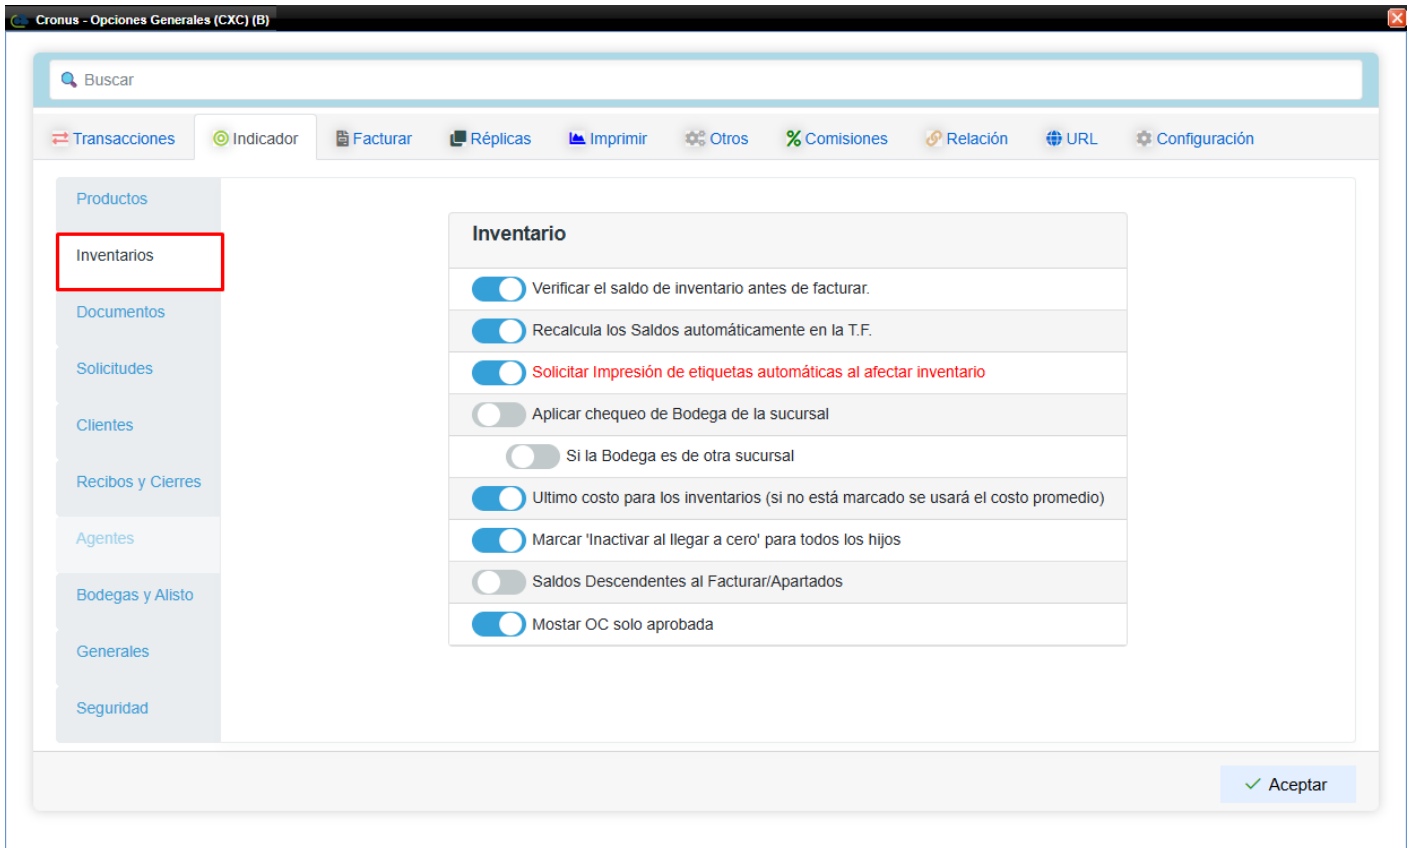 Cronus - Opciones Generales (CXC) (B)
Buscar
Transacciones Indicador Facturar Réplicas Imprimir Otros Comisiones Relación URL Configuración
Productos
Inventarios
Documentos
Solicitudes
Clientes
Recibos y Cierres
Agentes
Bodegas y Alisto
Generales
Seguridad
Inventario
Verificar el saldo de inventario antes de facturar.
Recalcula los Saldos automáticamente en la T.F.
Solicitar Impresión de etiquetas automáticas al afectar inventario
Aplicar chequeo de Bodega de la sucursal
Si la Bodega es de otra sucursal
Ultimo costo para los inventarios (si no está marcado se usará el costo promedio)
Marcar 'Inactivar al llegar a cero' para todos los hijos
Saldos Descendentes al Facturar/Apartados
Mostar OC solo aprobada
Aceptar